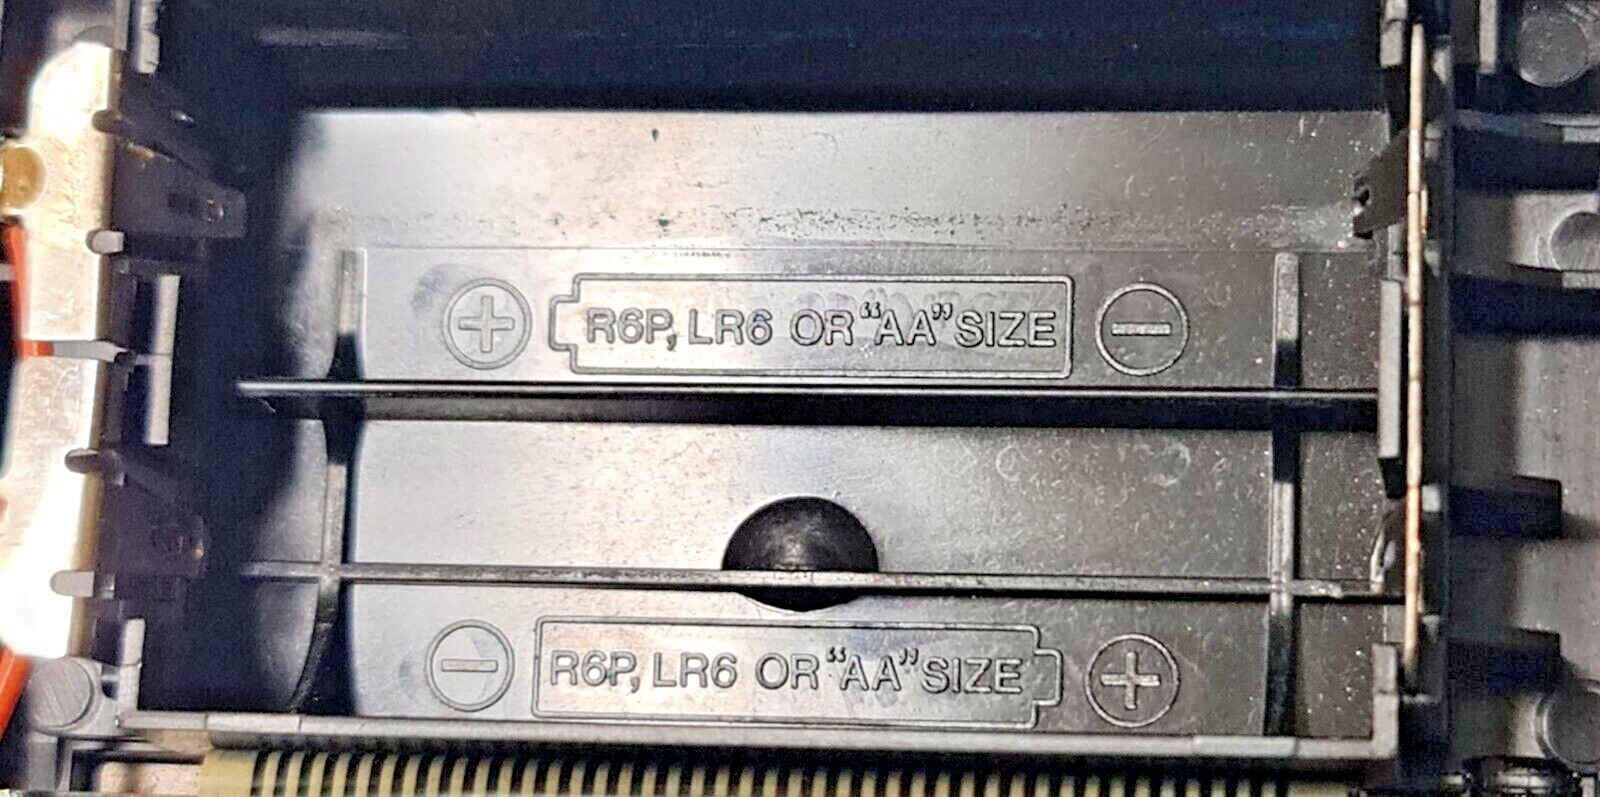 + R6P, LR6 OR "AA" SIZE −
− R6P, LR6 OR "AA" SIZE +